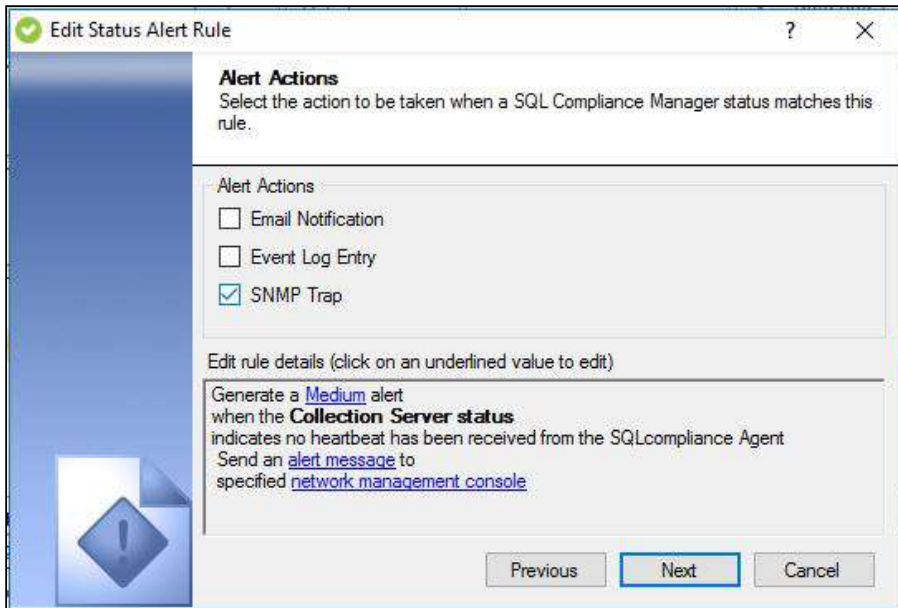 Edit Status Alert Rule
?
Alert Actions
Select the action to be taken when a SQL Compliance Manager status matches this
rule.
Alert Actions
Email Notification
Event Log Entry
SNMP Trap
Edit rule details (click on an underlined value to edit)
Generate a Medium alert
when the Collection Server status
indicates no heartbeat has been received from the SQLcompliance Agent
Send an alert message to
specified network management console
Previous
Next
Cancel